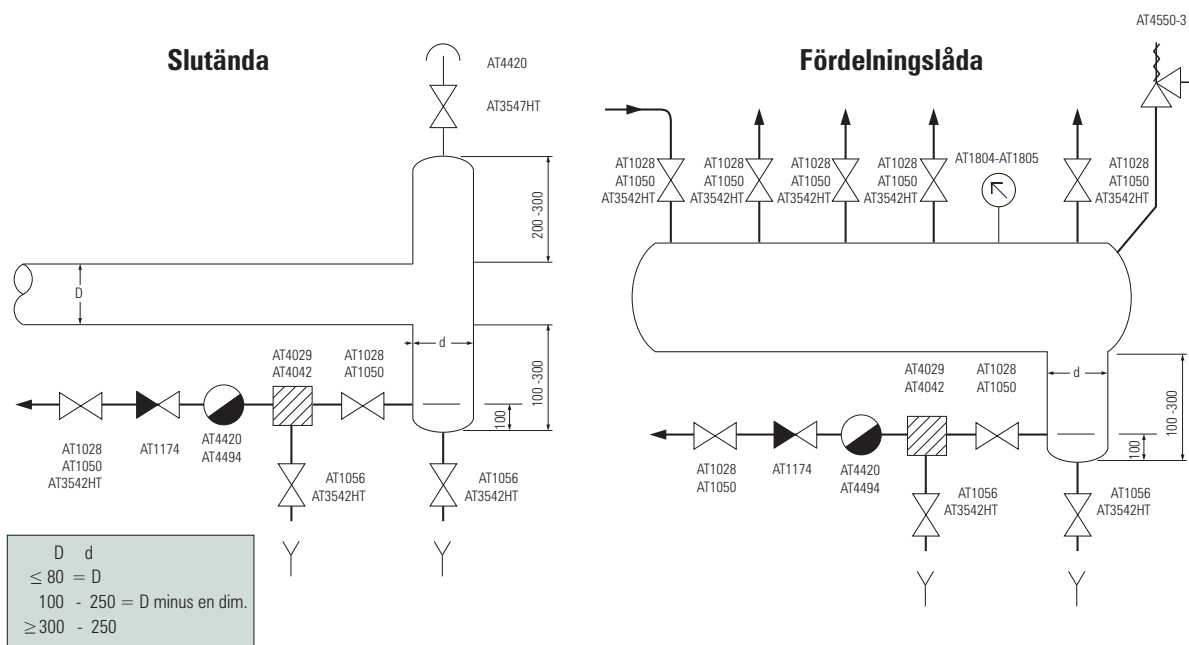 Slutända
AT4420
AT3547HT
200 -300
D
d
100 -300
100
AT4029
AT4042
AT1028
AT1050
AT1028
AT1050
AT3542HT
AT1174
AT4420
AT4494
AT1056
AT3542HT
AT1056
AT3542HT
D d
≤ 80 = D
100 - 250 = D minus en dim.
≥ 300 - 250
Fördelningslåda
AT4550-3
AT1028
AT1050
AT3542HT
AT1028
AT1050
AT3542HT
AT1028
AT1050
AT3542HT
AT1028
AT1050
AT3542HT
AT1804-AT1805
AT1028
AT1050
AT3542HT
d
100 -300
100
AT4029
AT4042
AT1028
AT1050
AT1028
AT1050
AT1174
AT4420
AT4494
AT1056
AT3542HT
AT1056
AT3542HT